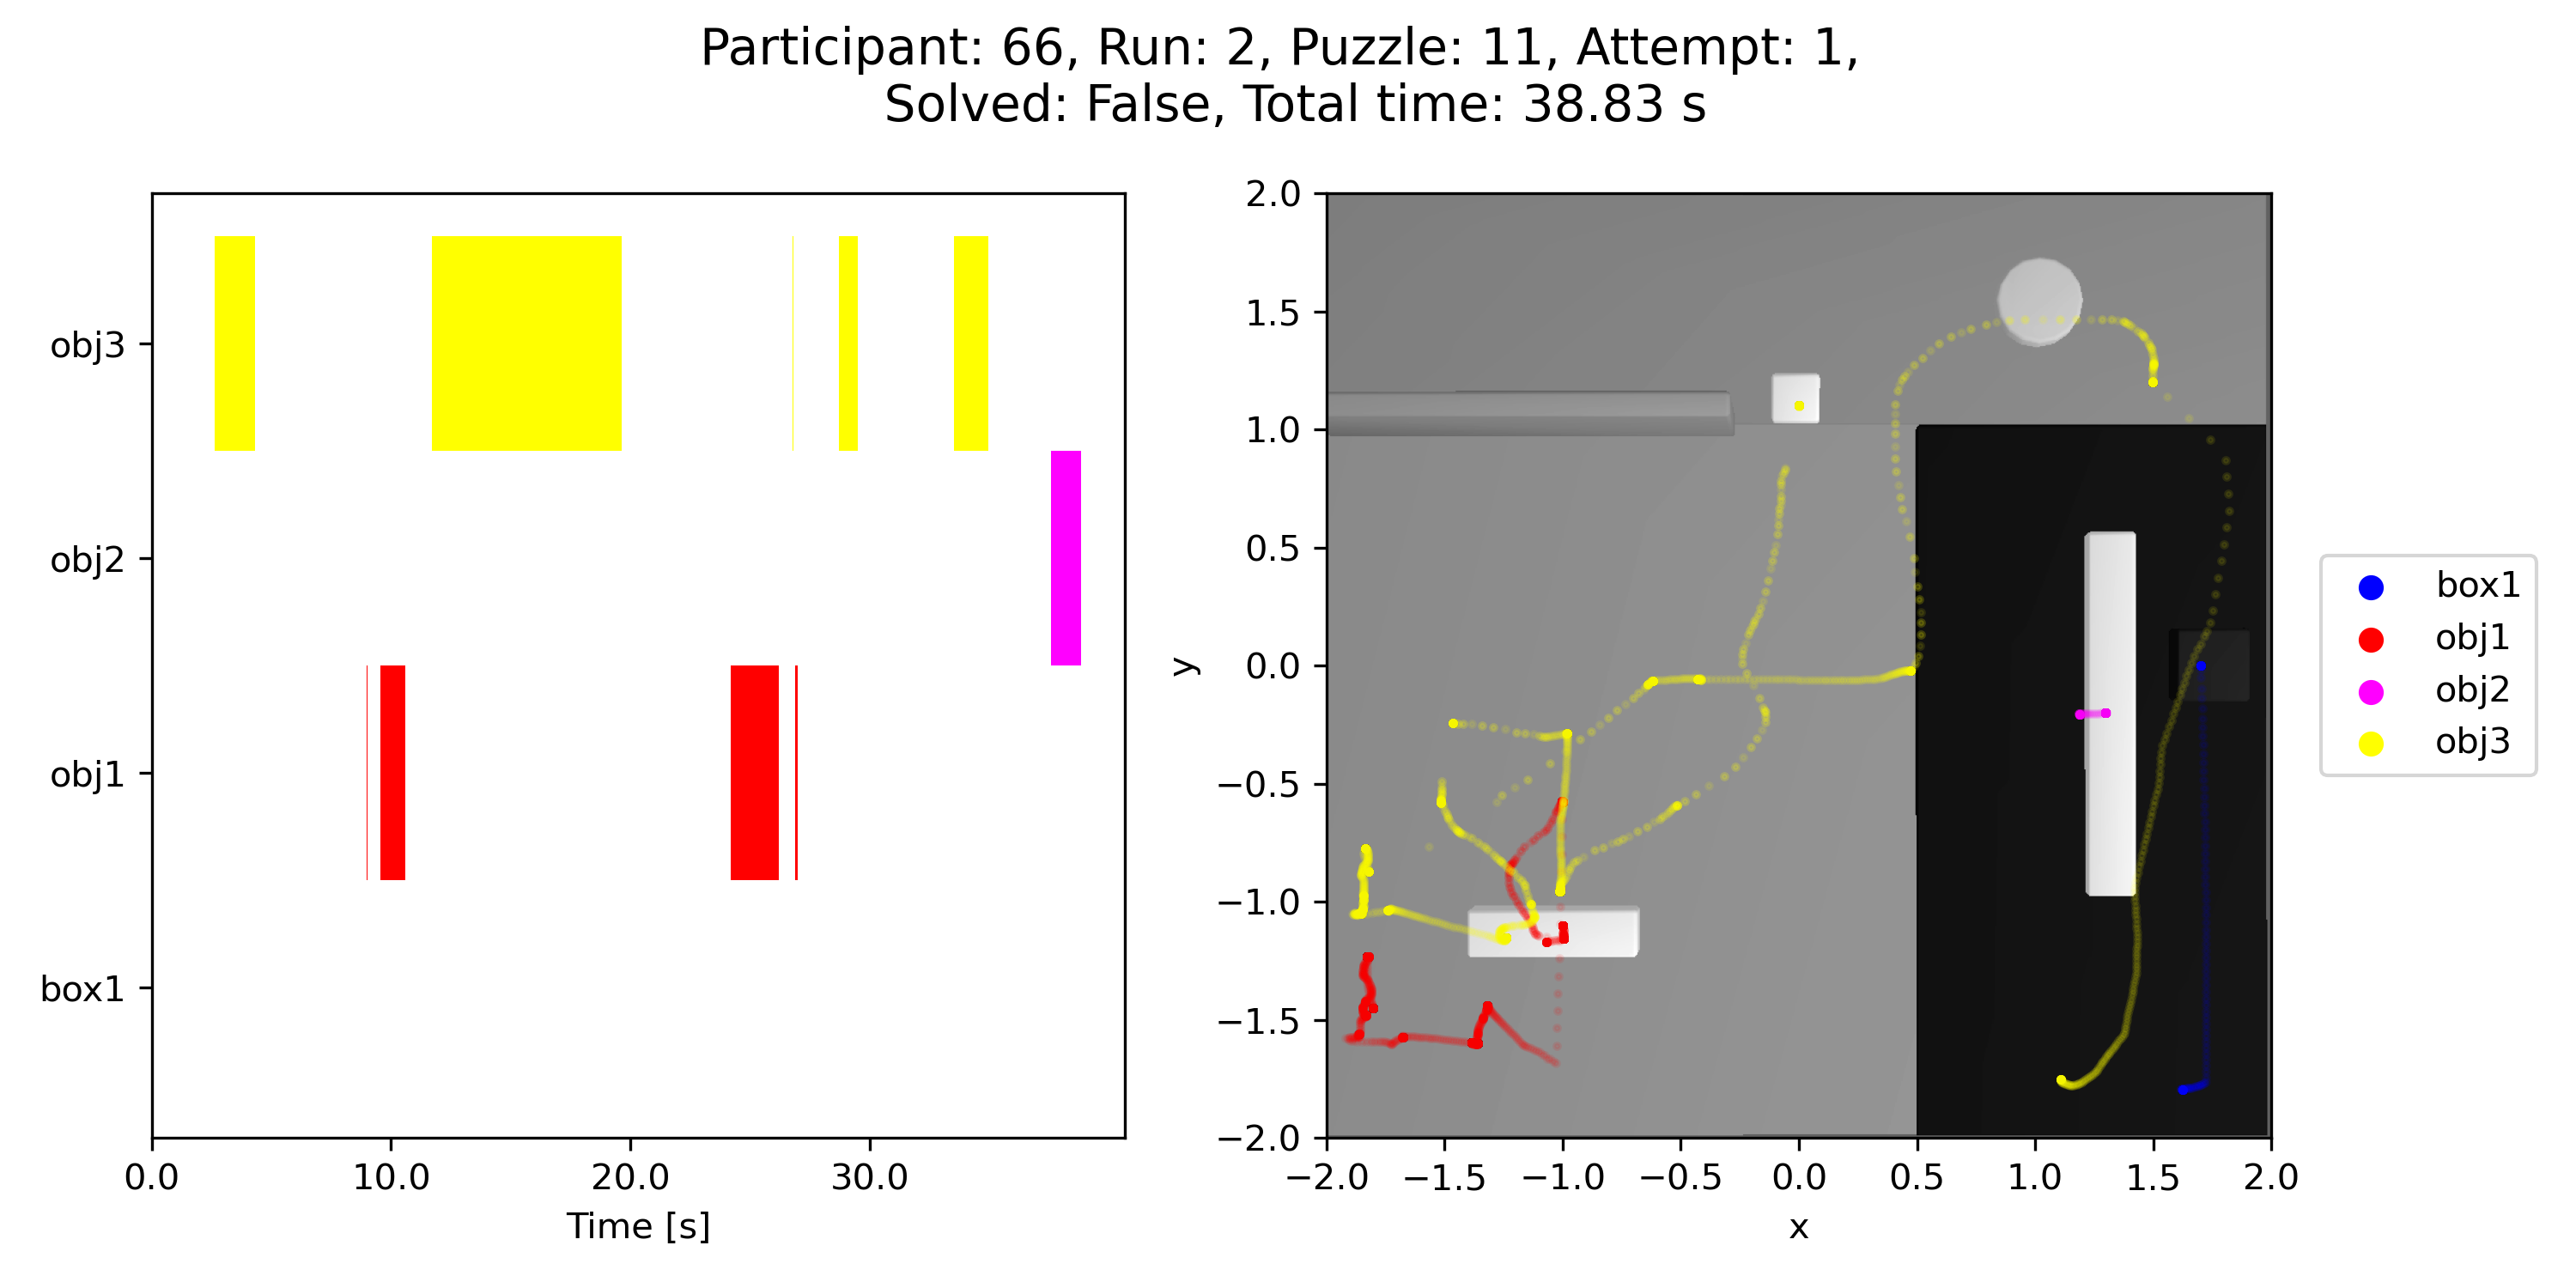 Participant: 66, Run: 2, Puzzle: 11, Attempt: 1,
Solved: False, Total time: 38.83 s
obj3
obj2
obj1
box1
0.0 10.0 20.0 30.0
Time [s]
2.0
1.5
1.0
0.5
0.0
−0.5
−1.0
−1.5
−2.0
y
−2.0 −1.5 −1.0 −0.5 0.0 0.5 1.0 1.5 2.0
x
box1
obj1
obj2
obj3